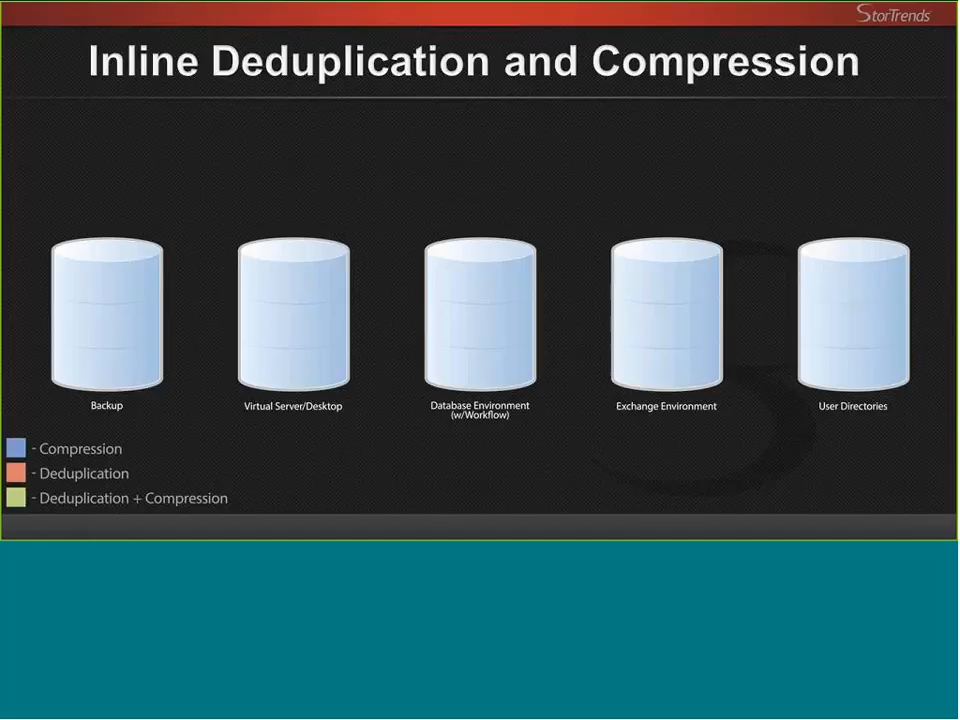 StorTrends
Inline Deduplication and Compression
Backup
Virtual Server/Desktop
Database Environment
(w/Workflow)
Exchange Environment
User Directories
- Compression
- Deduplication
- Deduplication + Compression